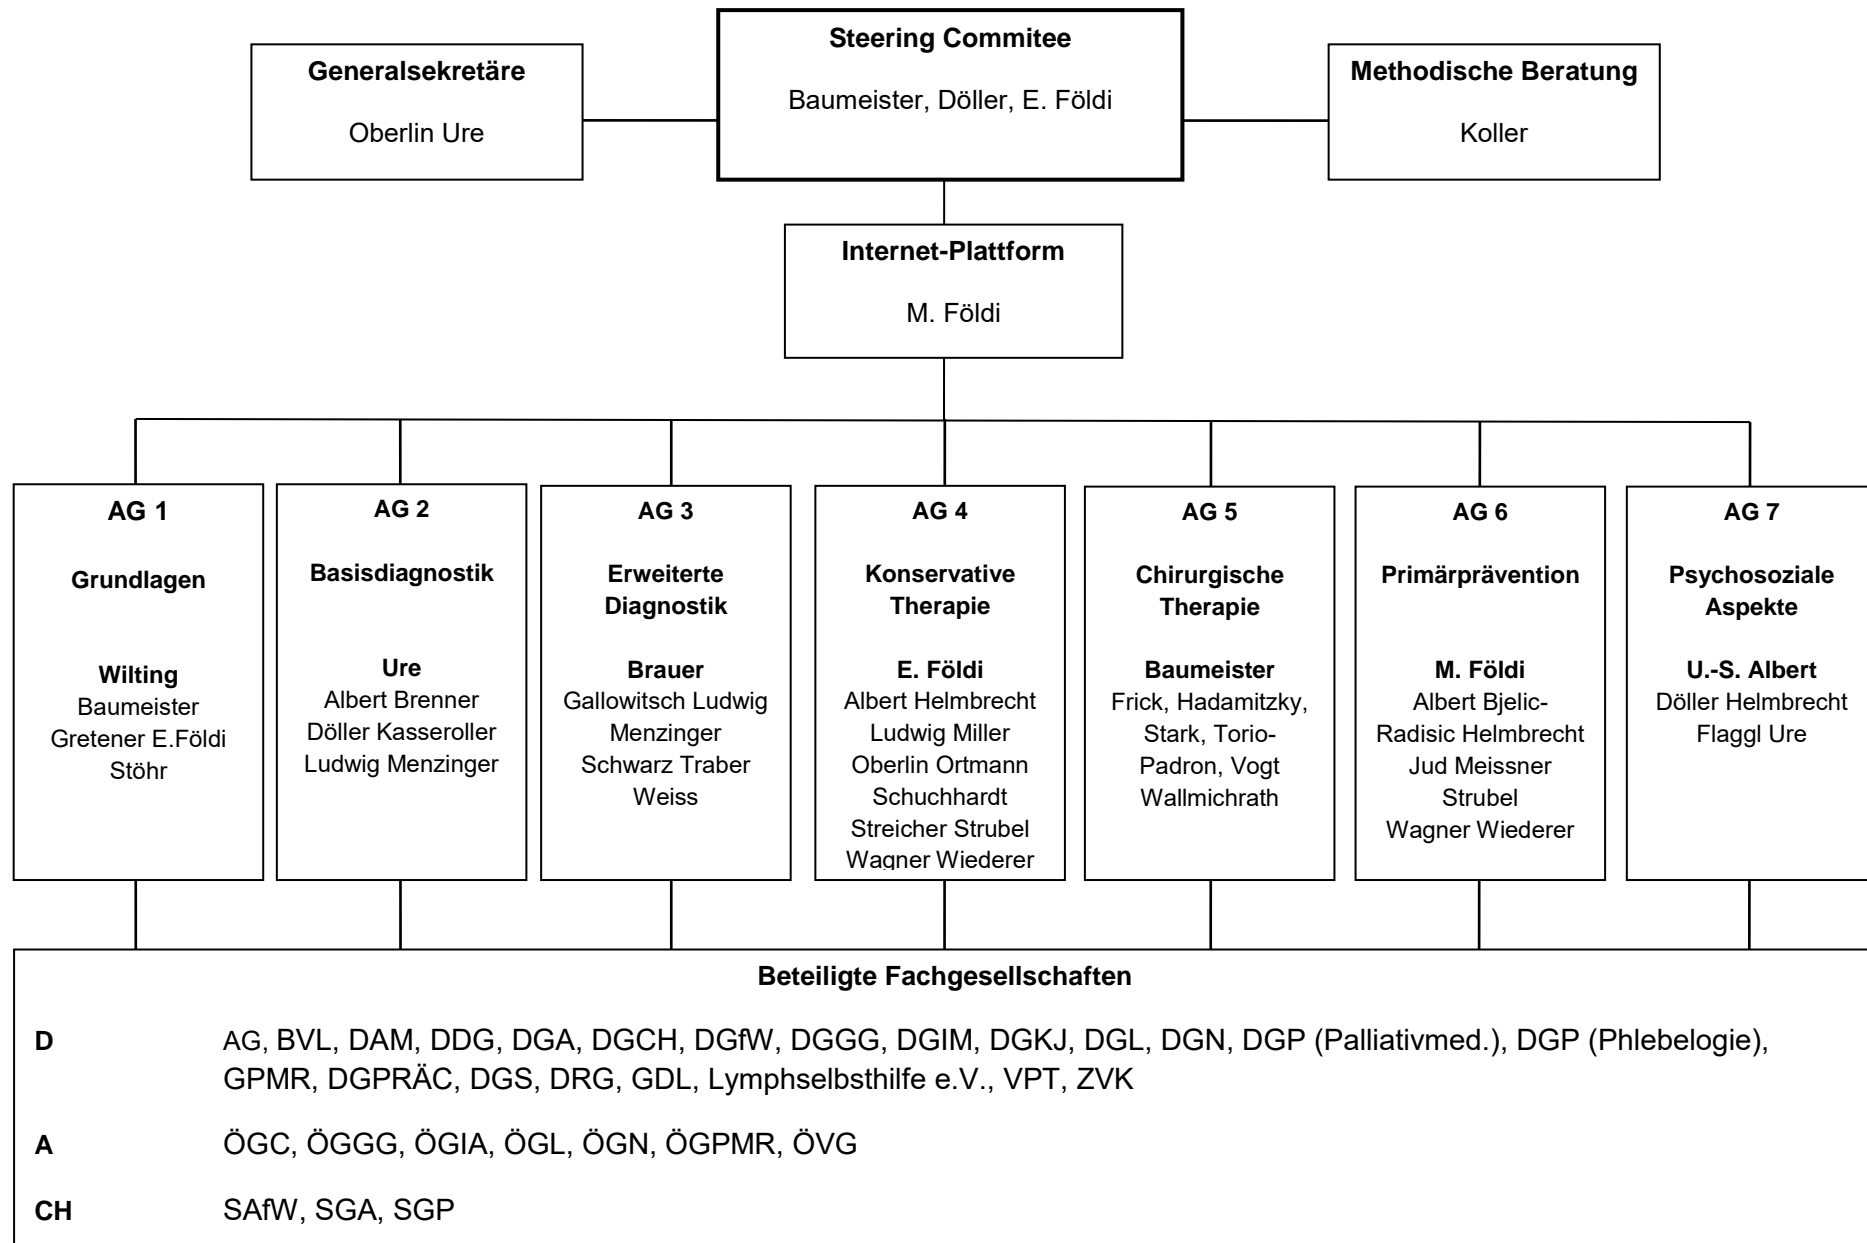 Generalsekretäre
Oberlin Ure
Steering Commitee
Baumeister, Döller, E. Földi
Methodische Beratung
Koller
Internet-Plattform
M. Földi
AG 1
Grundlagen
Wilting
Baumeister
Gretener E.Földi
Stöhr
AG 2
Basisdiagnostik
Ure
Albert Brenner
Döller Kasseroller
Ludwig Menzinger
AG 3
Erweiterte
Diagnostik
Brauer
Gallowitsch Ludwig
Menzinger
Schwarz Traber
Weiss
AG 4
Konservative
Therapie
E. Földi
Albert Helmbrecht
Ludwig Miller
Oberlin Ortmann
Schuchhardt
Streicher Strubel
Wagner Wiederer
AG 5
Chirurgische
Therapie
Baumeister
Frick, Hadamitzky,
Stark, Torio-
Padron, Vogt
Wallmichrath
AG 6
Primärprävention
M. Földi
Albert Bjelic-
Radisic Helmbrecht
Jud Meissner
Strubel
Wagner Wiederer
AG 7
Psychosoziale
Aspekte
U.-S. Albert
Döller Helmbrecht
Flaggl Ure
Beteiligte Fachgesellschaften
D AG, BVL, DAM, DDG, DGA, DGCH, DGfW, DGGG, DGIM, DGKJ, DGL, DGN, DGP (Palliativmed.), DGP (Phlebelogie),
GPMR, DGPRÄC, DGS, DRG, GDL, Lymphselbsthilfe e.V., VPT, ZVK
A ÖGC, ÖGGG, ÖGIA, ÖGL, ÖGN, ÖGPMR, ÖVG
CH SAfW, SGA, SGP